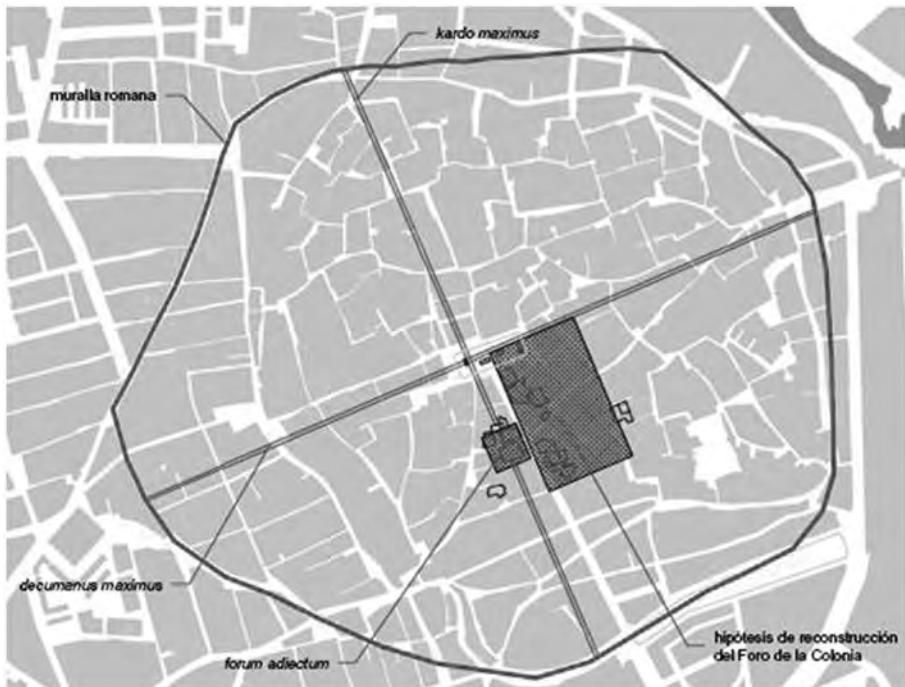 kardo maximus
muralla romana
decumanus maximus
forum adiectum
hipótesis de reconstrucción
del Foro de la Colonia